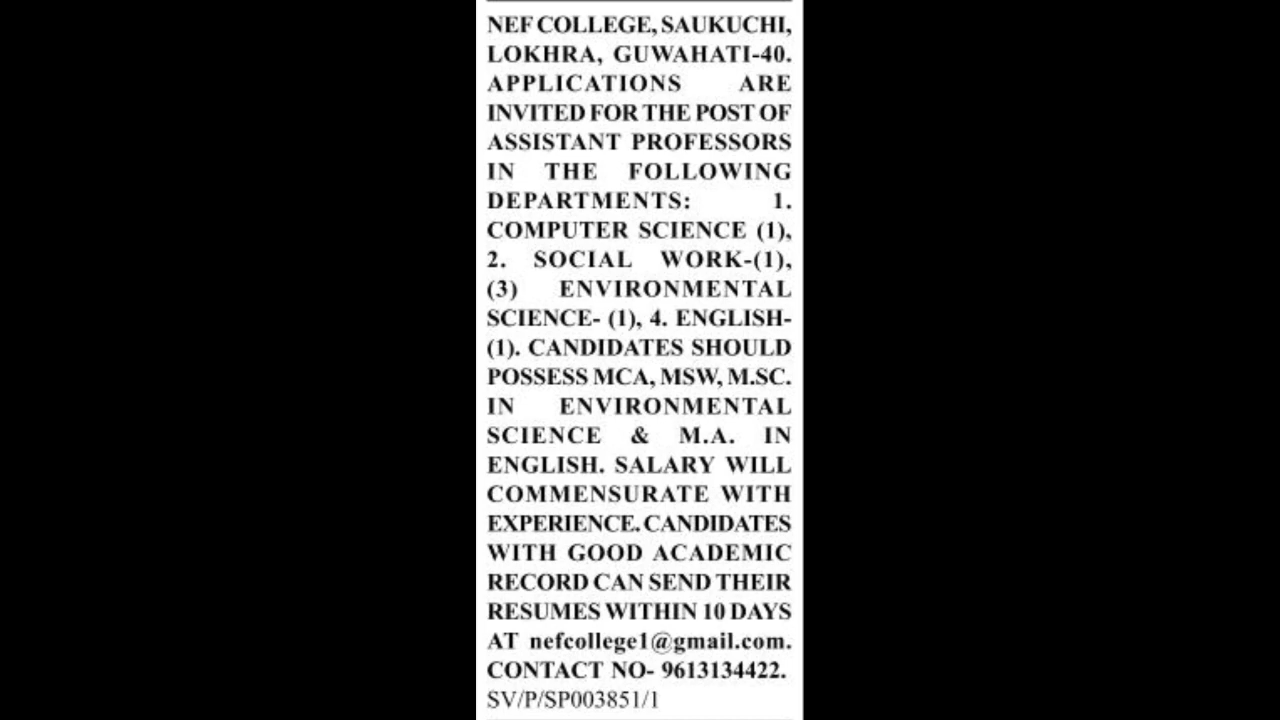 NEF COLLEGE, SAUKUCHI,
LOKHRA, GUWAHATI-40.
APPLICATIONS ARE
INVITED FOR THE POST OF
ASSISTANT PROFESSORS
IN THE FOLLOWING
DEPARTMENTS: 1.
COMPUTER SCIENCE (1),
2. SOCIAL WORK-(1),
(3) ENVIRONMENTAL
SCIENCE- (1), 4. ENGLISH-
(1). CANDIDATES SHOULD
POSSESS MCA, MSW, M.SC.
IN ENVIRONMENTAL
SCIENCE & M.A. IN
ENGLISH. SALARY WILL
COMMENSURATE WITH
EXPERIENCE. CANDIDATES
WITH GOOD ACADEMIC
RECORD CAN SEND THEIR
RESUMES WITHIN 10 DAYS
AT nefcollege1@gmail.com.
CONTACT NO- 9613134422.
SV/P/SP003851/1